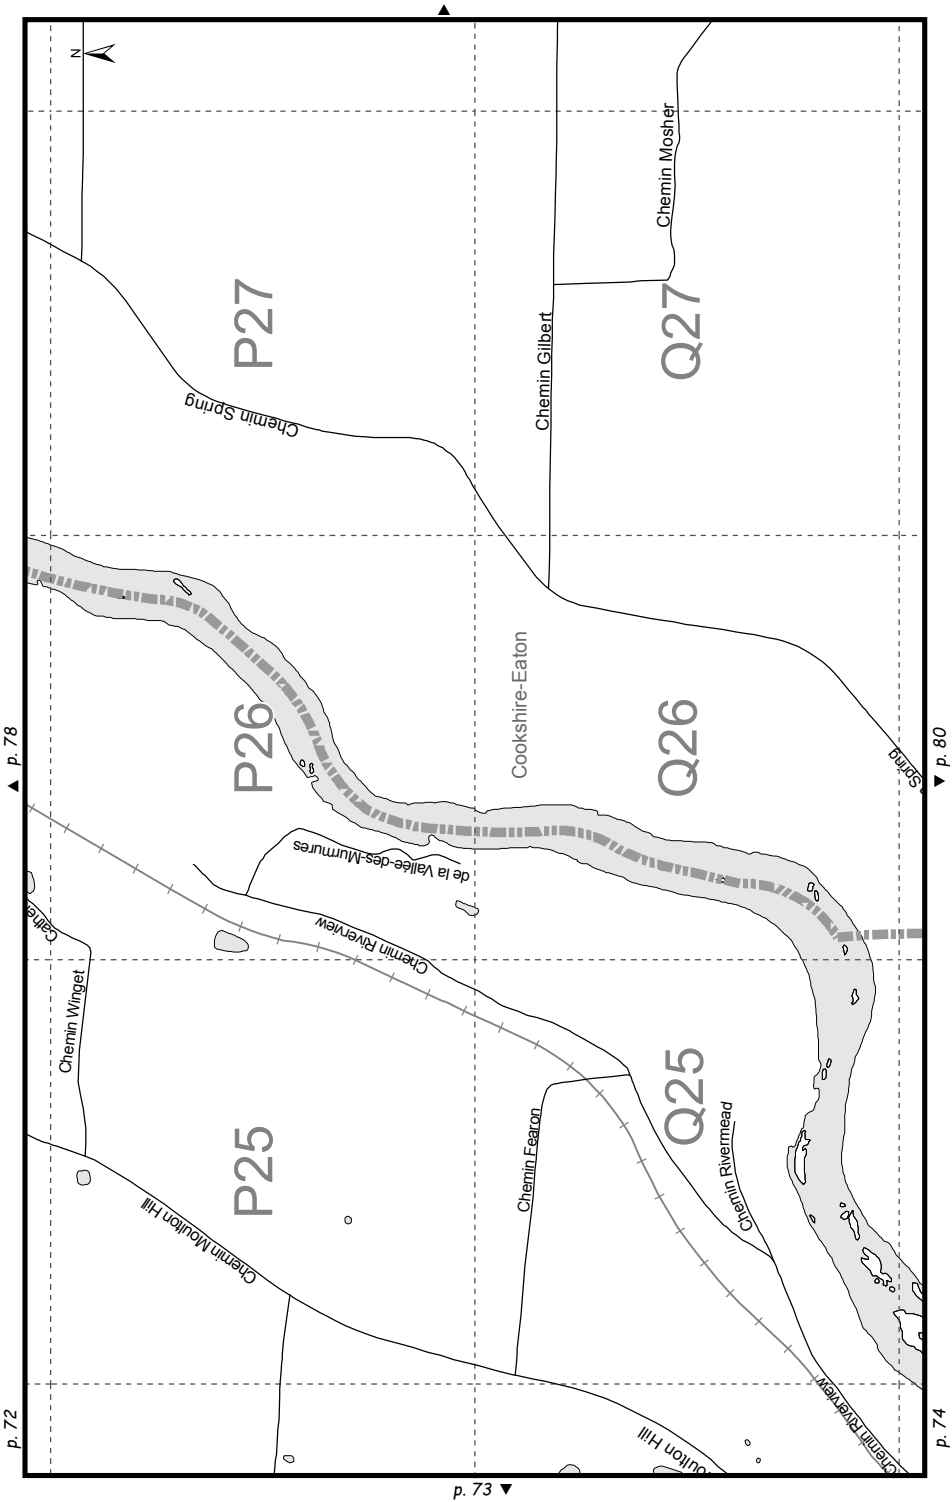 N
Chemin Mosher
P27
Q27
Chemin Gilbert
Chemin Spring
Cookshire-Eaton
P26
Q26
p. 78
p. 80
Spring
de la Vallée-des-Murmures
Cathe
Chemin Riverview
Chemin Winget
Q25
Chemin Rivermead
Chemin Fearon
P25
Chemin Moulton Hill
Chemin Riverview
oulton Hill
p. 72
p. 74
p. 73